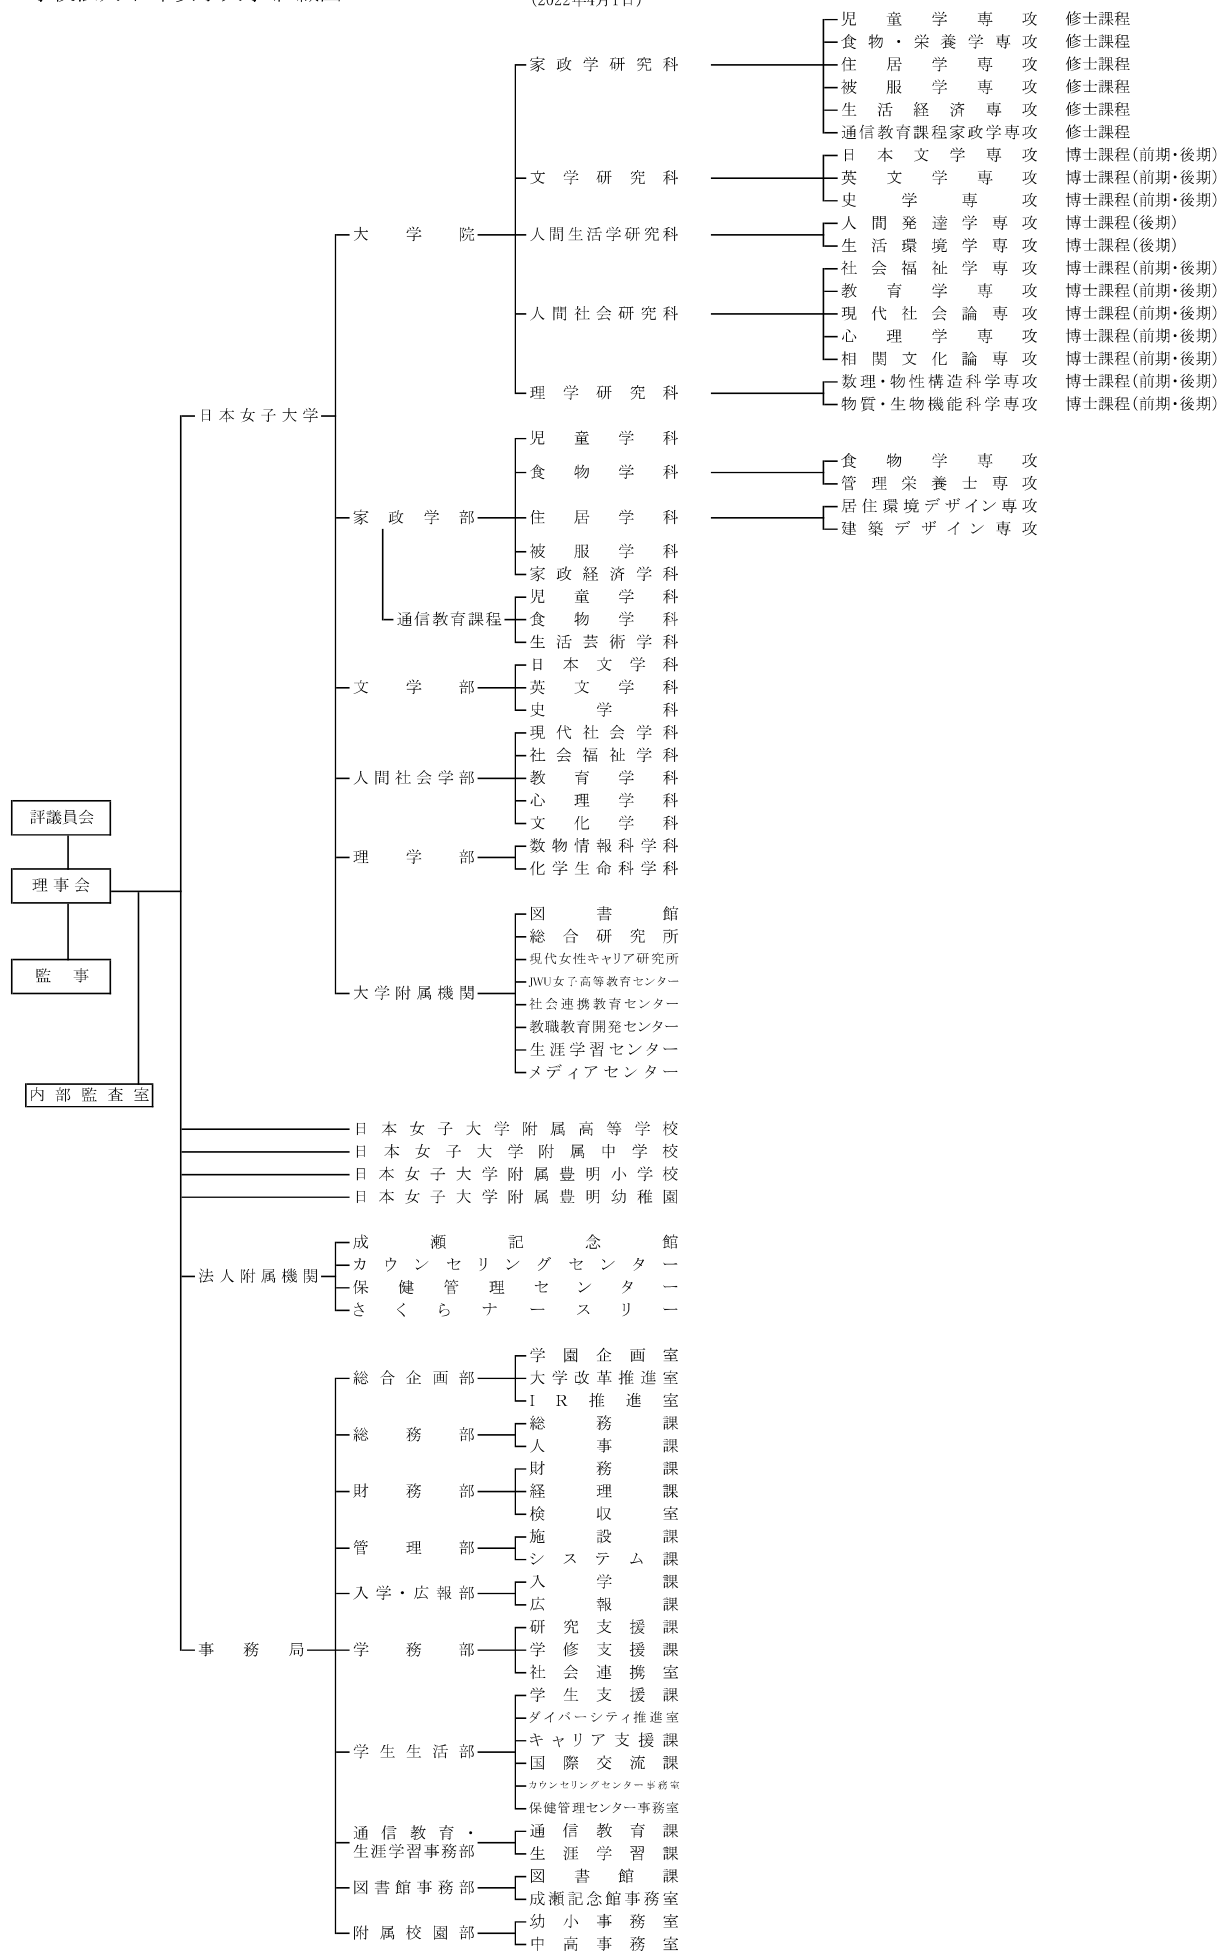 (2022年4月1日)
児童学専攻 修士課程
食物・栄養学専攻 修士課程
家政学研究科 住居学専攻 修士課程
被服学専攻 修士課程
生活経済専攻 修士課程
通信教育課程家政学専攻 修士課程
日本文学専攻 博士課程(前期・後期)
文学研究科 英文学専攻 博士課程(前期・後期)
史学専攻 博士課程(前期・後期)
人間発達学専攻 博士課程(後期)
大学院 人間生活学研究科
生活環境学専攻 博士課程(後期)
社会福祉学専攻 博士課程(前期・後期)
教育学専攻 博士課程(前期・後期)
人間社会研究科 現代社会論専攻 博士課程(前期・後期)
心理学専攻 博士課程(前期・後期)
相関文化論専攻 博士課程(前期・後期)
数理・物性構造科学専攻 博士課程(前期・後期)
理学研究科
物質・生物機能科学専攻 博士課程(前期・後期)
日本女子大学
児童学科
食物学専攻
食物学科
管理栄養士専攻
居住環境デザイン専攻
家政学部 住居学科
建築デザイン専攻
被服学科
家政経済学科
児童学科
通信教育課程 食物学科
生活芸術学科
日本文学科
文学部 英文学科
史学科
現代社会学科
社会福祉学科
人間社会学部 教育学科
心理学科
文化学科
評議員会
数物情報科学科
理学部
化学生命科学科
理事会
図書館
総合研究所
現代女性キャリア研究所
監事
JWU女子高等教育センター
大学附属機関
社会連携教育センター
教職教育開発センター
生涯学習センター
メディアセンター
内部監査室
日本女子大学附属高等学校
日本女子大学附属中学校
日本女子大学附属豊明小学校
日本女子大学附属豊明幼稚園
成瀬記念館
カウンセリングセンター
法人附属機関
保健管理センター
さくらナースリー
学園企画室
総合企画部 大学改革推進室
IR推進室
総務課
総務部
人事課
財務課
財務部 経理課
検収室
施設課
管理部
システム課
入学課
入学・広報部
広報課
研究支援課
事務局 学務部 学修支援課
社会連携室
学生支援課
ダイバーシティ推進室
キャリア支援課
学生生活部
国際交流課
カウンセリングセンター事務室
保健管理センター事務室
通信教育・ 通信教育課
生涯学習事務部 生涯学習課
図書館課
図書館事務部
成瀬記念館事務室
幼小事務室
附属校園部
中高事務室